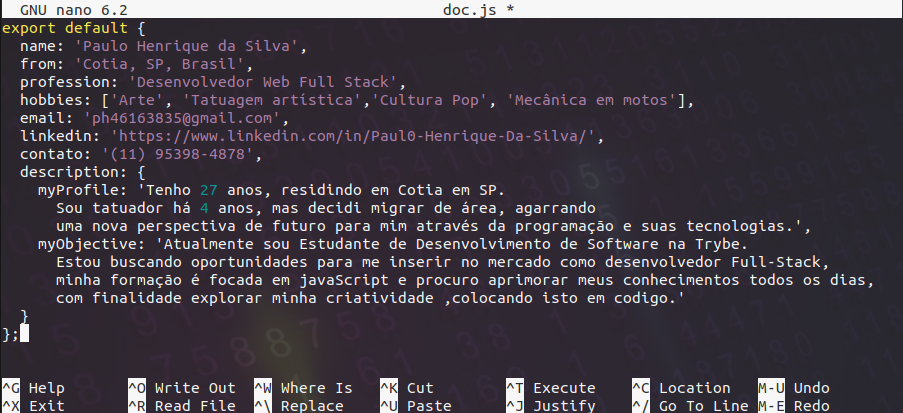 GNU nano 6.2 doc.js *
export default {
name: 'Paulo Henrique da Silva',
from: 'Cotia, SP, Brasil',
profession: 'Desenvolvedor Web Full Stack',
hobbies: ['Arte', 'Tatuagem artística','Cultura Pop', 'Mecânica em motos'],
email: 'ph46163835@gmail.com',
linkedin: 'https://www.linkedin.com/in/Paul0-Henrique-Da-Silva/',
contato: '(11) 95398-4878',
description: {
myProfile: 'Tenho 27 anos, residindo em Cotia em SP.
Sou tatuador há 4 anos, mas decidi migrar de área, agarrando
uma nova perspectiva de futuro para mim através da programação e suas tecnologias.',
myObjective: 'Atualmente sou Estudante de Desenvolvimento de Software na Trybe.
Estou buscando oportunidades para me inserir no mercado como desenvolvedor Full-Stack,
minha formação é focada em javaScript e procuro aprimorar meus conhecimentos todos os dias,
com finalidade explorar minha criatividade ,colocando isto em codigo.'
}
};
^G Help ^O Write Out ^W Where Is ^K Cut ^T Execute ^C Location M-U Undo
^X Exit ^R Read File ^\ Replace ^U Paste ^J Justify ^/ Go To Line M-E Redo